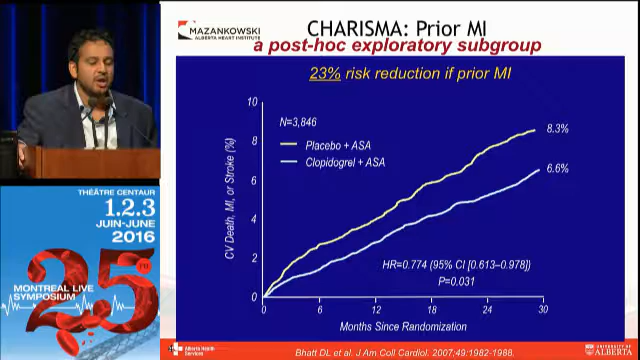 MAZANKOWSKI
ALBERTA HEART INSTITUTE
CHARISMA: Prior MI
a post-hoc exploratory subgroup
23% risk reduction if prior MI
CV Death, MI, or Stroke (%)
10
8
6
4
2
0
N=3,846
Placebo + ASA
Clopidogrel + ASA
8.3%
6.6%
HR=0.774 (95% CI [0.613–0.978])
P=0.031
0
6
12
18
24
30
Months Since Randomization
Alberta Health
Services
Bhatt DL et al. J Am Coll Cardiol. 2007;49:1982-1988.
UNIVERSITY OF
ALBERTA
THÉÂTRE CENTAUR
1.2.3
JUIN-JUNE
2016
25
MONTREAL LIVE
SYMPOSIUM